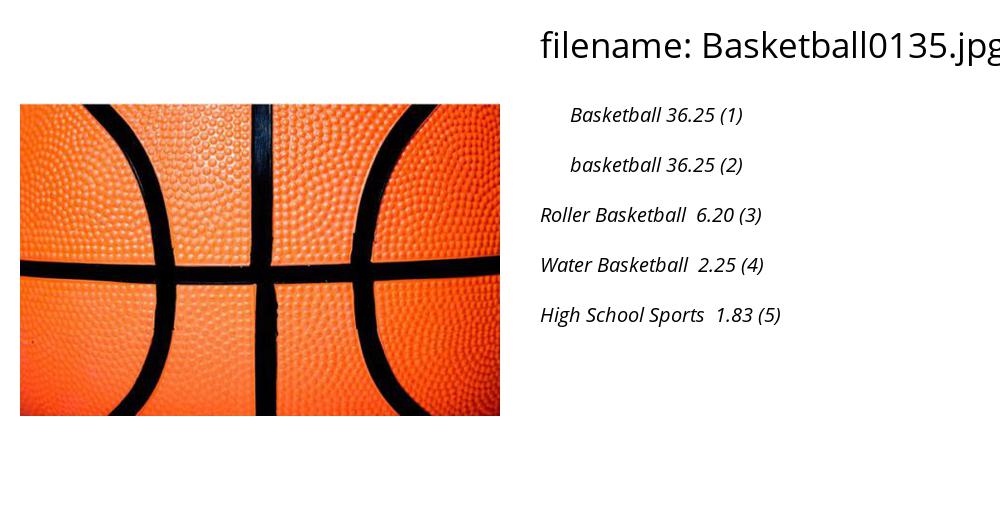 filename: Basketball0135.jpg
Basketball 36.25 (1)
basketball 36.25 (2)
Roller Basketball 6.20 (3)
Water Basketball 2.25 (4)
High School Sports 1.83 (5)